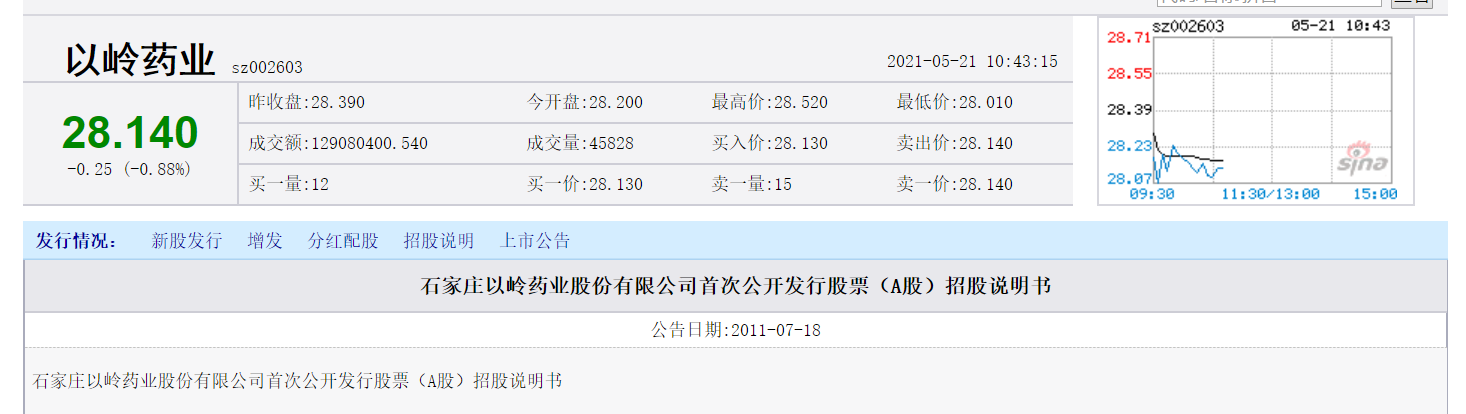 以岭药业 sz002603 2021-05-21 10:43:15
28.140
-0.25 (-0.88%)
昨收盘:28.390 今开盘:28.200 最高价:28.520 最低价:28.010
成交额:129080400.540 成交量:45828 买入价:28.130 卖出价:28.140
买一量:12 买一价:28.130 卖一量:15 卖一价:28.140
sz002603 05-21 10:43
28.71
28.55
28.39
28.23
28.07
sina
09:30 11:30/13:00 15:00
发行情况: 新股发行 增发 分红配股 招股说明 上市公告
石家庄以岭药业股份有限公司首次公开发行股票（A股）招股说明书
公告日期:2011-07-18
石家庄以岭药业股份有限公司首次公开发行股票（A股）招股说明书